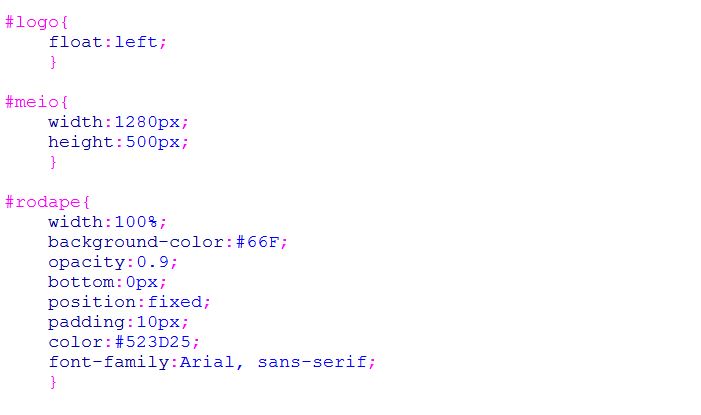 #logo{
    float:left;
    }

#meio{
    width:1280px;
    height:500px;
    }

#rodape{
    width:100%;
    background-color:#66F;
    opacity:0.9;
    bottom:0px;
    position:fixed;
    padding:10px;
    color:#523D25;
    font-family:Arial, sans-serif;
    }